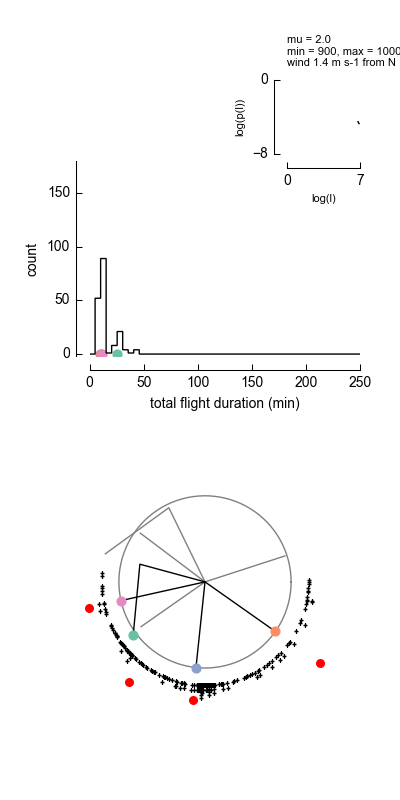 mu = 2.0
min = 900, max = 1000
wind 1.4 m s-1 from N
0
log(p(l))
−8
0 7
log(l)
150
count
100
50
0
0 50 100 150 200 250
total flight duration (min)